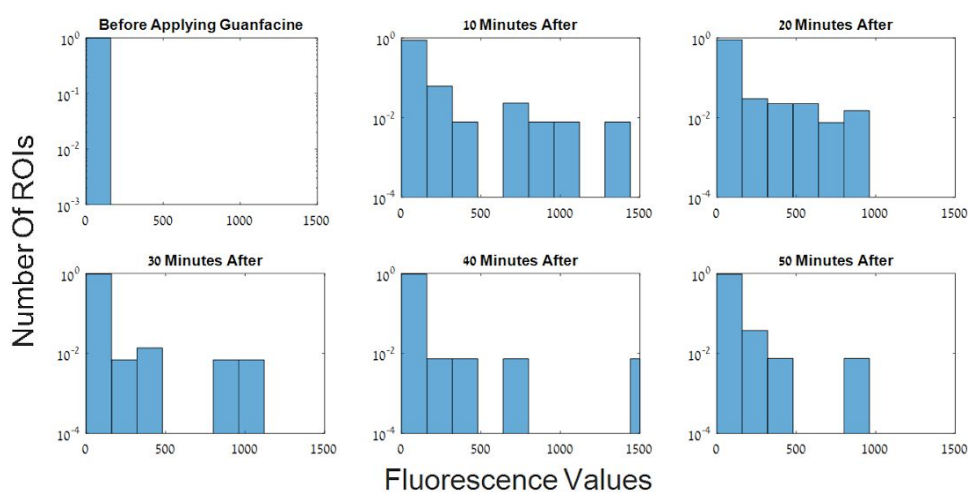 Before Applying Guanfacine
10 Minutes After
20 Minutes After
10^0
10^-1
10^-2
10^-3
0 500 1000 1500
10^0
10^-2
10^-4
0 500 1000 1500
10^0
10^-2
10^-4
0 500 1000 1500
Number Of ROIs
30 Minutes After
40 Minutes After
50 Minutes After
10^0
10^-2
10^-4
0 500 1000 1500
10^0
10^-2
10^-4
0 500 1000 1500
10^0
10^-2
10^-4
0 500 1000 1500
Fluorescence Values